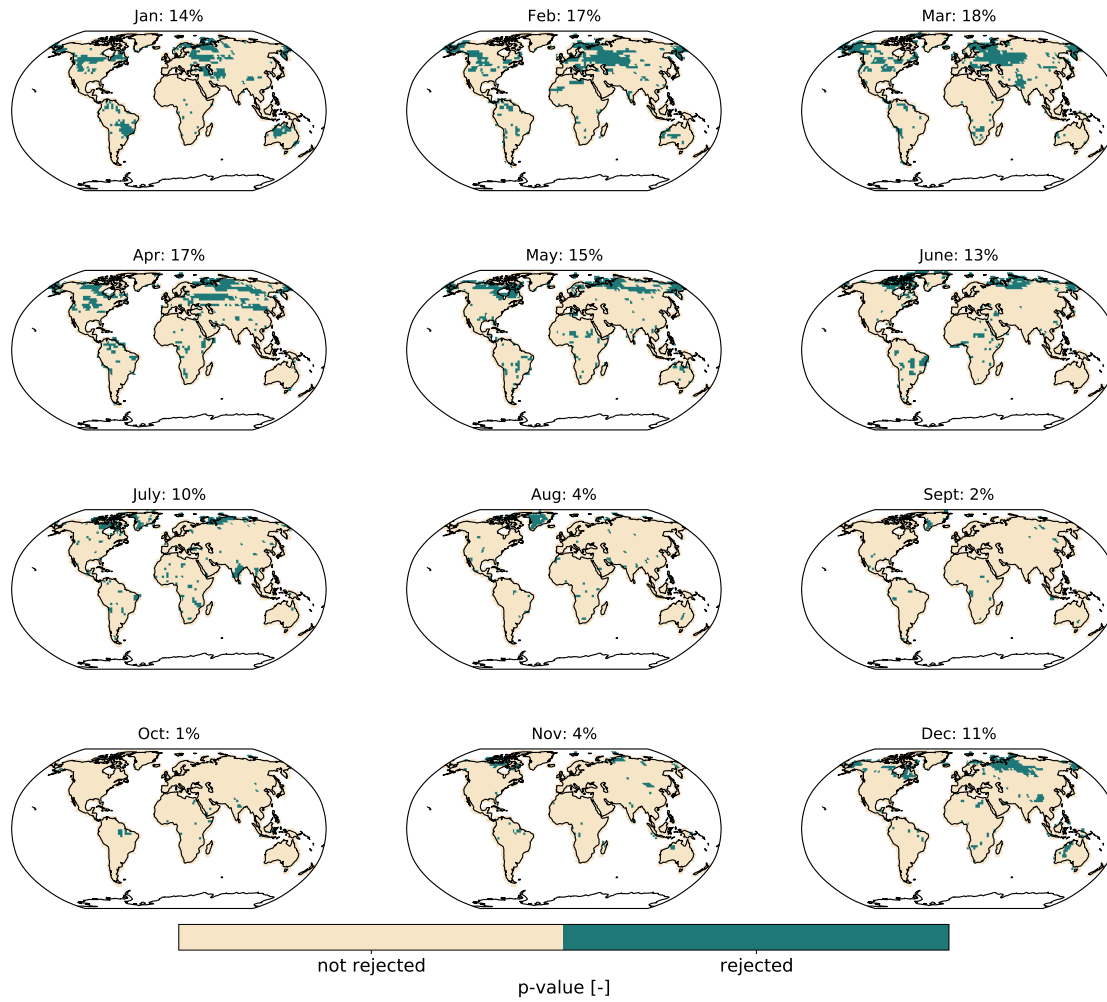 Jan: 14%
Feb: 17%
Mar: 18%
Apr: 17%
May: 15%
June: 13%
July: 10%
Aug: 4%
Sept: 2%
Oct: 1%
Nov: 4%
Dec: 11%
not rejected
rejected
p-value [-]